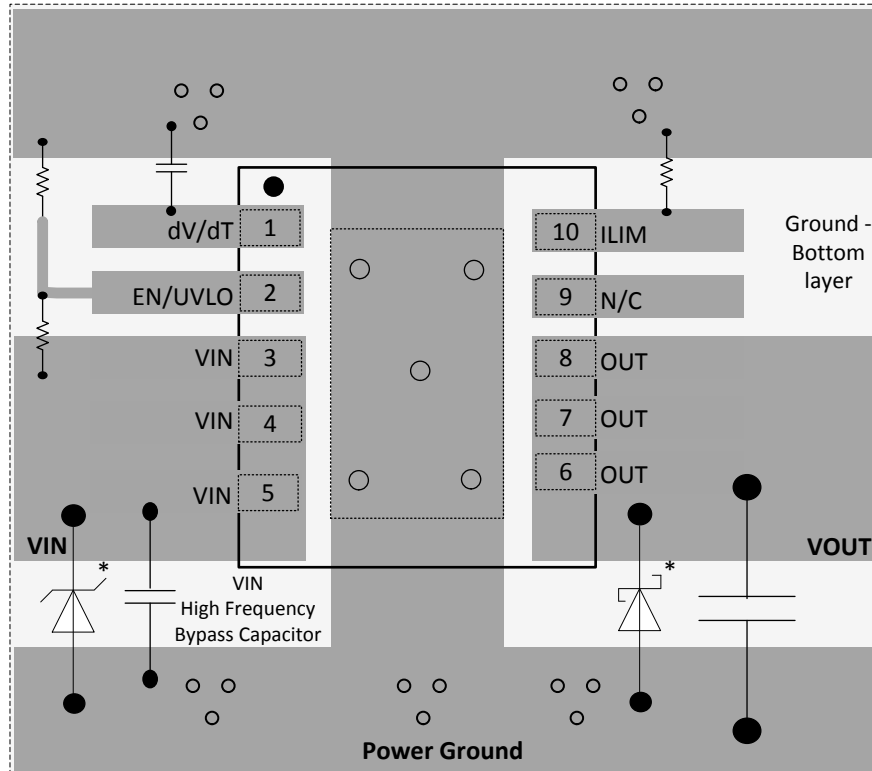 dV/dT
1
10
ILIM
Ground -
Bottom
layer
EN/UVLO
2
9
N/C
VIN
3
8
OUT
VIN
4
7
OUT
VIN
5
6
OUT
VIN
*
*
VOUT
VIN
High Frequency
Bypass Capacitor
Power Ground